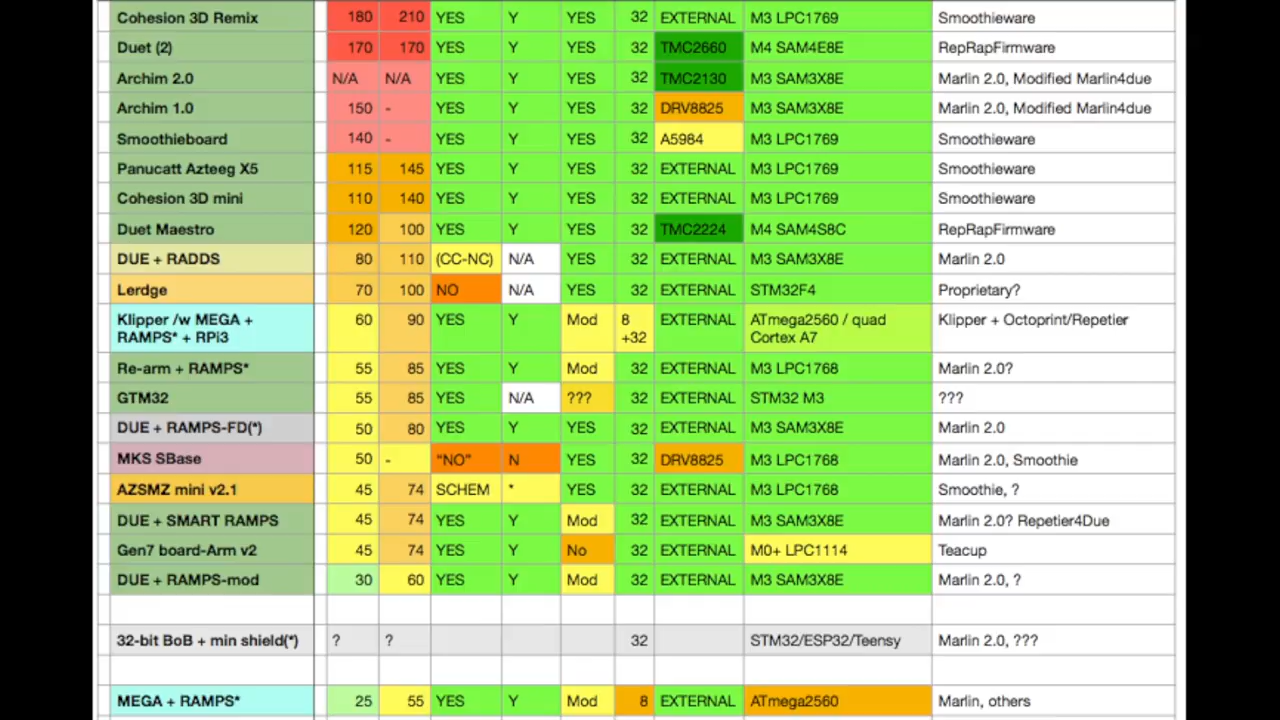 Cohesion 3D Remix 180 210 YES Y YES 32 EXTERNAL M3 LPC1769 Smoothieware
Duet (2) 170 170 YES Y YES 32 TMC2660 M4 SAM4E8E RepRapFirmware
Archim 2.0 N/A N/A YES Y YES 32 TMC2130 M3 SAM3X8E Marlin 2.0, Modified Marlin4due
Archim 1.0 150 - YES Y YES 32 DRV8825 M3 SAM3X8E Marlin 2.0, Modified Marlin4due
Smoothieboard 140 - YES Y YES 32 A5984 M3 LPC1769 Smoothieware
Panucatt Azteeg X5 115 145 YES Y YES 32 EXTERNAL M3 LPC1769 Smoothieware
Cohesion 3D mini 110 140 YES Y YES 32 EXTERNAL M3 LPC1769 Smoothieware
Duet Maestro 120 100 YES Y YES 32 TMC2224 M4 SAM4S8C RepRapFirmware
DUE + RADDS 80 110 (CC-NC) N/A YES 32 EXTERNAL M3 SAM3X8E Marlin 2.0
Lerdge 70 100 NO N/A YES 32 EXTERNAL STM32F4 Proprietary?
Klipper /w MEGA + 60 90 YES Y Mod 8 EXTERNAL ATmega2560 / quad Klipper + Octoprint/Repetier
RAMPS* + RPi3 +32 Cortex A7
Re-arm + RAMPS* 55 85 YES Y Mod 32 EXTERNAL M3 LPC1768 Marlin 2.0?
GTM32 55 85 YES N/A ??? 32 EXTERNAL STM32 M3 ???
DUE + RAMPS-FD(*) 50 80 YES Y YES 32 EXTERNAL M3 SAM3X8E Marlin 2.0
MKS SBase 50 - "NO" N YES 32 DRV8825 M3 LPC1768 Marlin 2.0, Smoothie
AZSMZ mini v2.1 45 74 SCHEM * YES 32 EXTERNAL M3 LPC1768 Smoothie, ?
DUE + SMART RAMPS 45 74 YES Y Mod 32 EXTERNAL M3 SAM3X8E Marlin 2.0? Repetier4Due
Gen7 board-Arm v2 45 74 YES Y No 32 EXTERNAL M0+ LPC1114 Teacup
DUE + RAMPS-mod 30 60 YES Y Mod 32 EXTERNAL M3 SAM3X8E Marlin 2.0, ?
32-bit BoB + min shield(*) ? ? 32 STM32/ESP32/Teensy Marlin 2.0, ???
MEGA + RAMPS* 25 55 YES Y Mod 8 EXTERNAL ATmega2560 Marlin, others